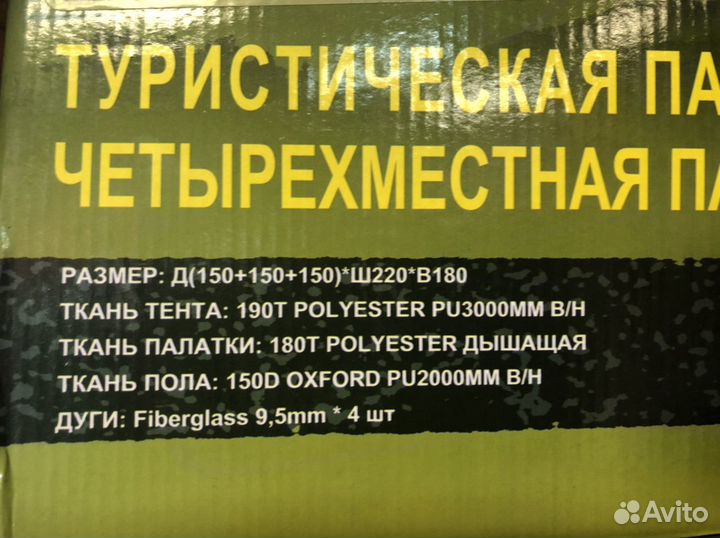 ТУРИСТИЧЕСКАЯ ПА
ЧЕТЫРЕХМЕСТНАЯ ПА
РАЗМЕР: Д(150+150+150)*Ш220*В180
ТКАНЬ ТЕНТА: 190T POLYESTER PU3000MM В/Н
ТКАНЬ ПАЛАТКИ: 180T POLYESTER ДЫШАЩАЯ
ТКАНЬ ПОЛА: 150D OXFORD PU2000MM В/Н
ДУГИ: Fiberglass 9,5mm * 4 шт
Avito